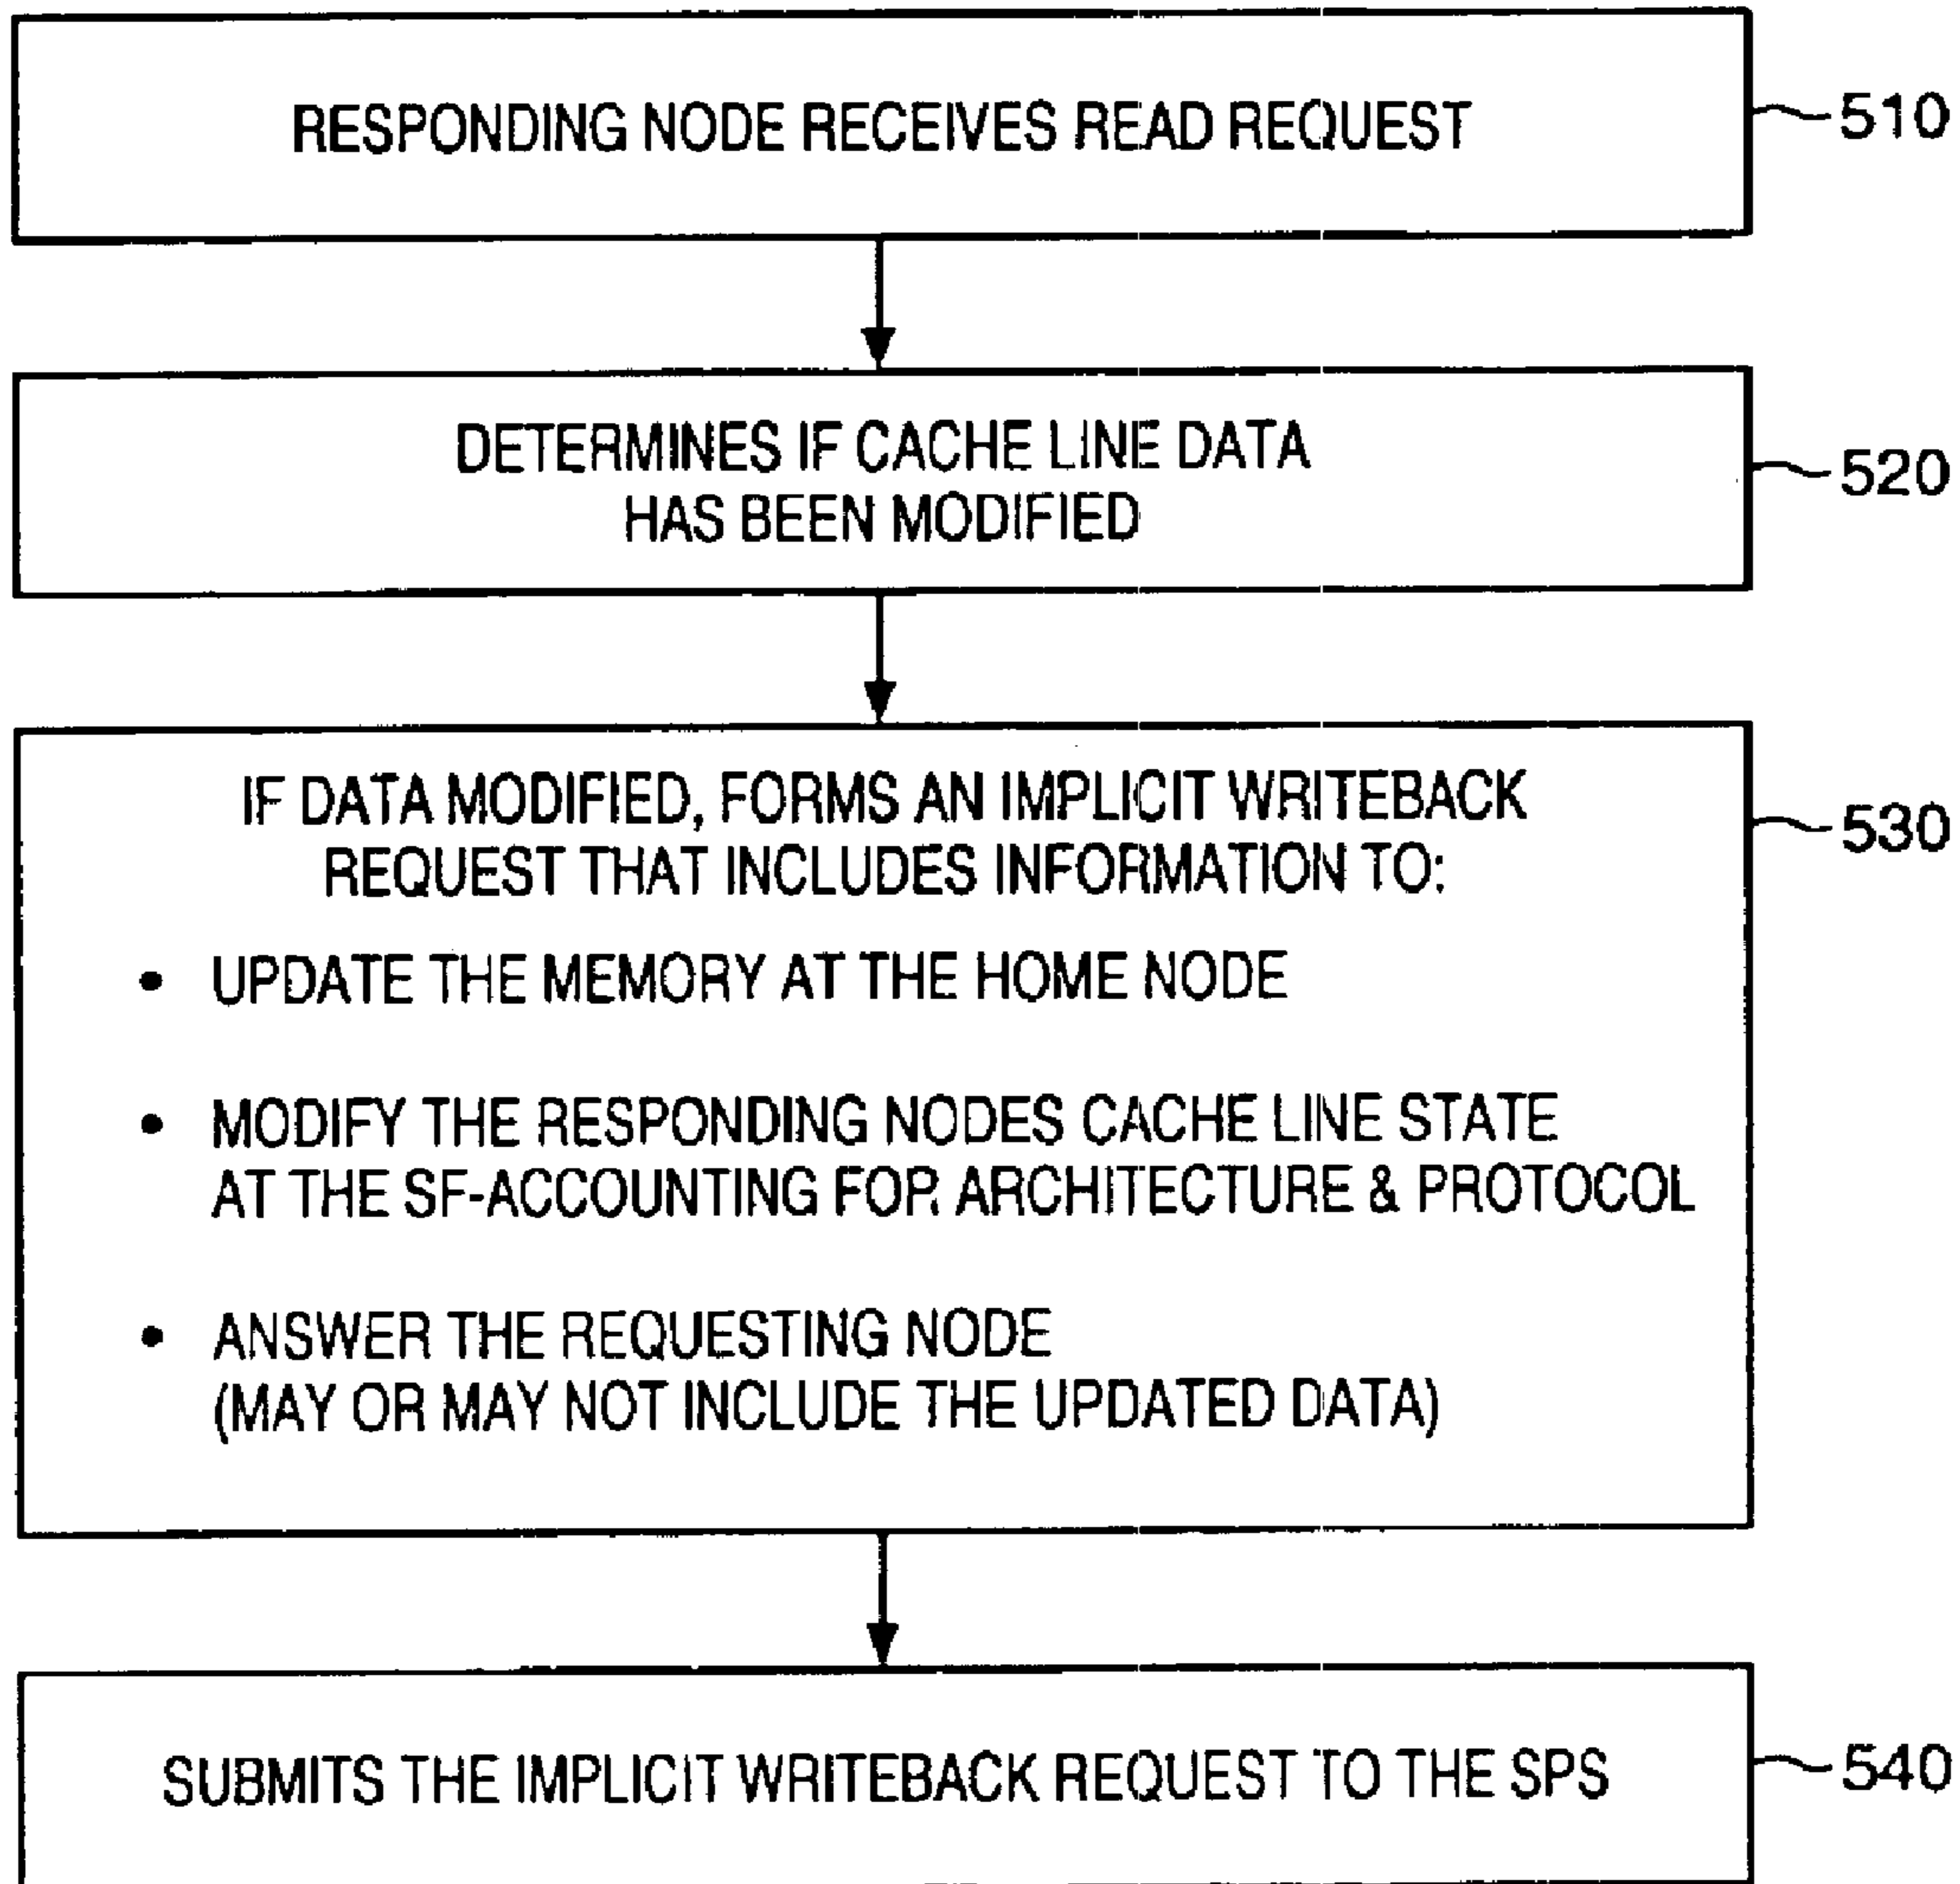 RESPONDING NODE RECEIVES READ REQUEST
510
DETERMINES IF CACHE LINE DATA
HAS BEEN MODIFIED
520
IF DATA MODIFIED, FORMS AN IMPLICIT WRITEBACK
REQUEST THAT INCLUDES INFORMATION TO:
530
• UPDATE THE MEMORY AT THE HOME NODE
• MODIFY THE RESPONDING NODES CACHE LINE STATE
AT THE SF-ACCOUNTING FOR ARCHITECTURE & PROTOCOL
• ANSWER THE REQUESTING NODE
(MAY OR MAY NOT INCLUDE THE UPDATED DATA)
SUBMITS THE IMPLICIT WRITEBACK REQUEST TO THE SPS
540